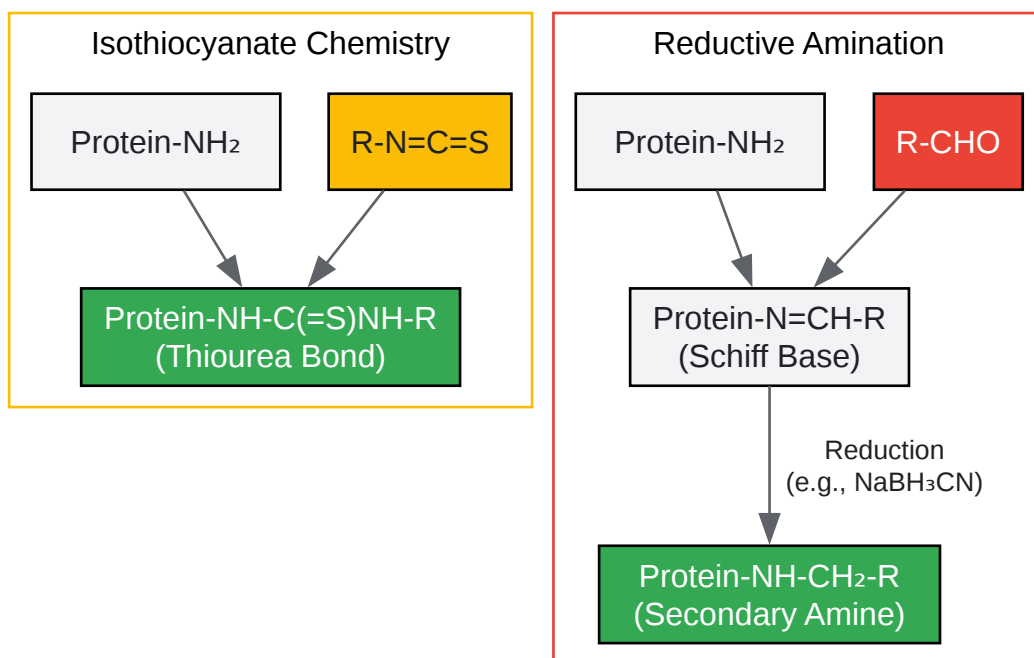 Isothiocyanate Chemistry
Protein-NH₂
R-N=C=S
Protein-NH-C(=S)NH-R
(Thiourea Bond)
Reductive Amination
Protein-NH₂
R-CHO
Protein-N=CH-R
(Schiff Base)
Reduction
(e.g., NaBH₃CN)
Protein-NH-CH₂-R
(Secondary Amine)